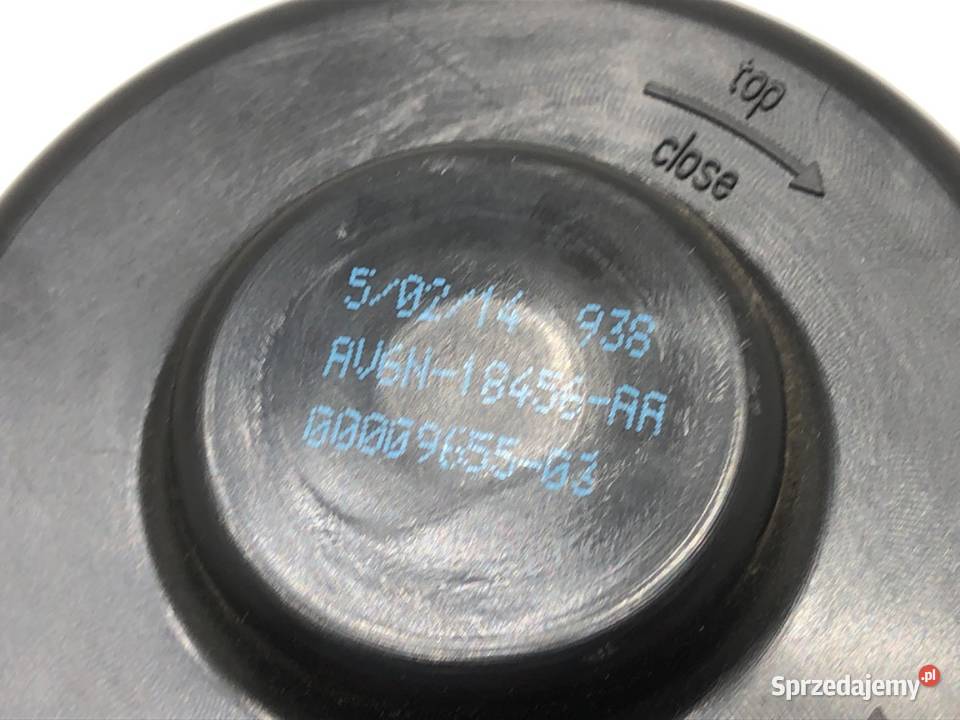 top
close
5/02/14 938
AV6N-18456-AA
00009655-03
Sprzedajemy.pl